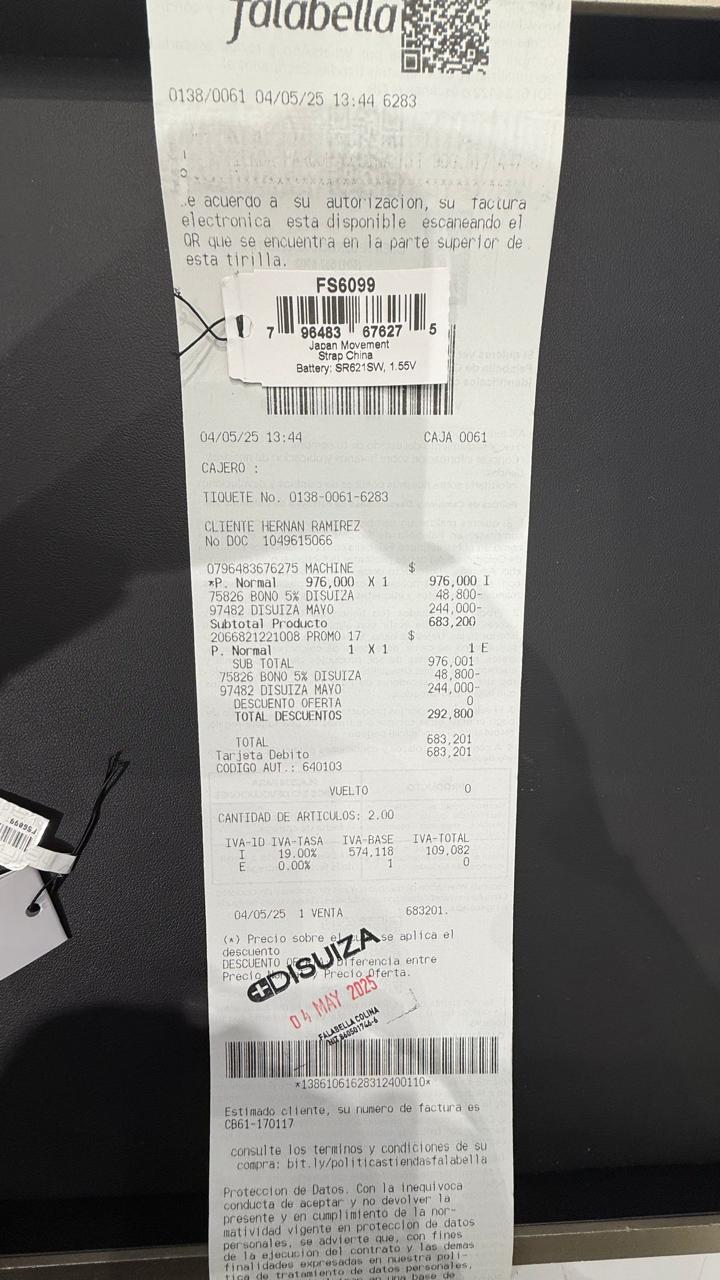 falabella
0138/0061 04/05/25 13:44 6283
e acuerdo a su autorizacion, su factura
electronica esta disponible escaneando el
QR que se encuentra en la parte superior de
esta tirilla.
FS6099
7 96483 67627 5
Japan Movement
Strap China
Battery: SR621SW, 1.55V
04/05/25 13:44 CAJA 0061
CAJERO :
TIQUETE No. 0138-0061-6283
CLIENTE HERNAN RAMIREZ
No DOC 1049615066
0796483676275 MACHINE $
*P. Normal 976,000 X 1 976,000 I
75826 BONO 5% DISUIZA 48,800-
97482 DISUIZA MAYO 244,000-
Subtotal Producto 683,200
2066821221008 PROMO 17 $
P. Normal 1 X 1 1 E
SUB TOTAL 976,001
75826 BONO 5% DISUIZA 48,800-
97482 DISUIZA MAYO 244,000-
DESCUENTO OFERTA 0
TOTAL DESCUENTOS 292,800
TOTAL 683,201
Tarjeta Debito 683,201
CODIGO AUT.: 640103
VUELTO 0
CANTIDAD DE ARTICULOS: 2.00
IVA-ID IVA-TASA IVA-BASE IVA-TOTAL
I 19.00% 574,118 109,082
E 0.00% 1 0
FS6099
04/05/25 1 VENTA 683201.
(*) Precio sobre el se aplica el
descuento
DESCUENTO Diferencia entre
Precio Precio Oferta.
DISUIZA
04 MAY 2025
FALABELLA COLINA
NIT 860501746-6
*13861061628312400110*
Estimado cliente, su numero de factura es
CB61-170117
consulte los terminos y condiciones de su
compra: bit.ly/politicastiendasfalabella
Proteccion de Datos. Con la inequivoca
conducta de aceptar y no devolver la
presente y en cumplimiento de la nor-
matividad vigente en proteccion de datos
personales, se advierte que, con fines
de la ejecucion del contrato y las demas
finalidades expresadas en nuestra poli-
tica de tratamiento de datos personales,